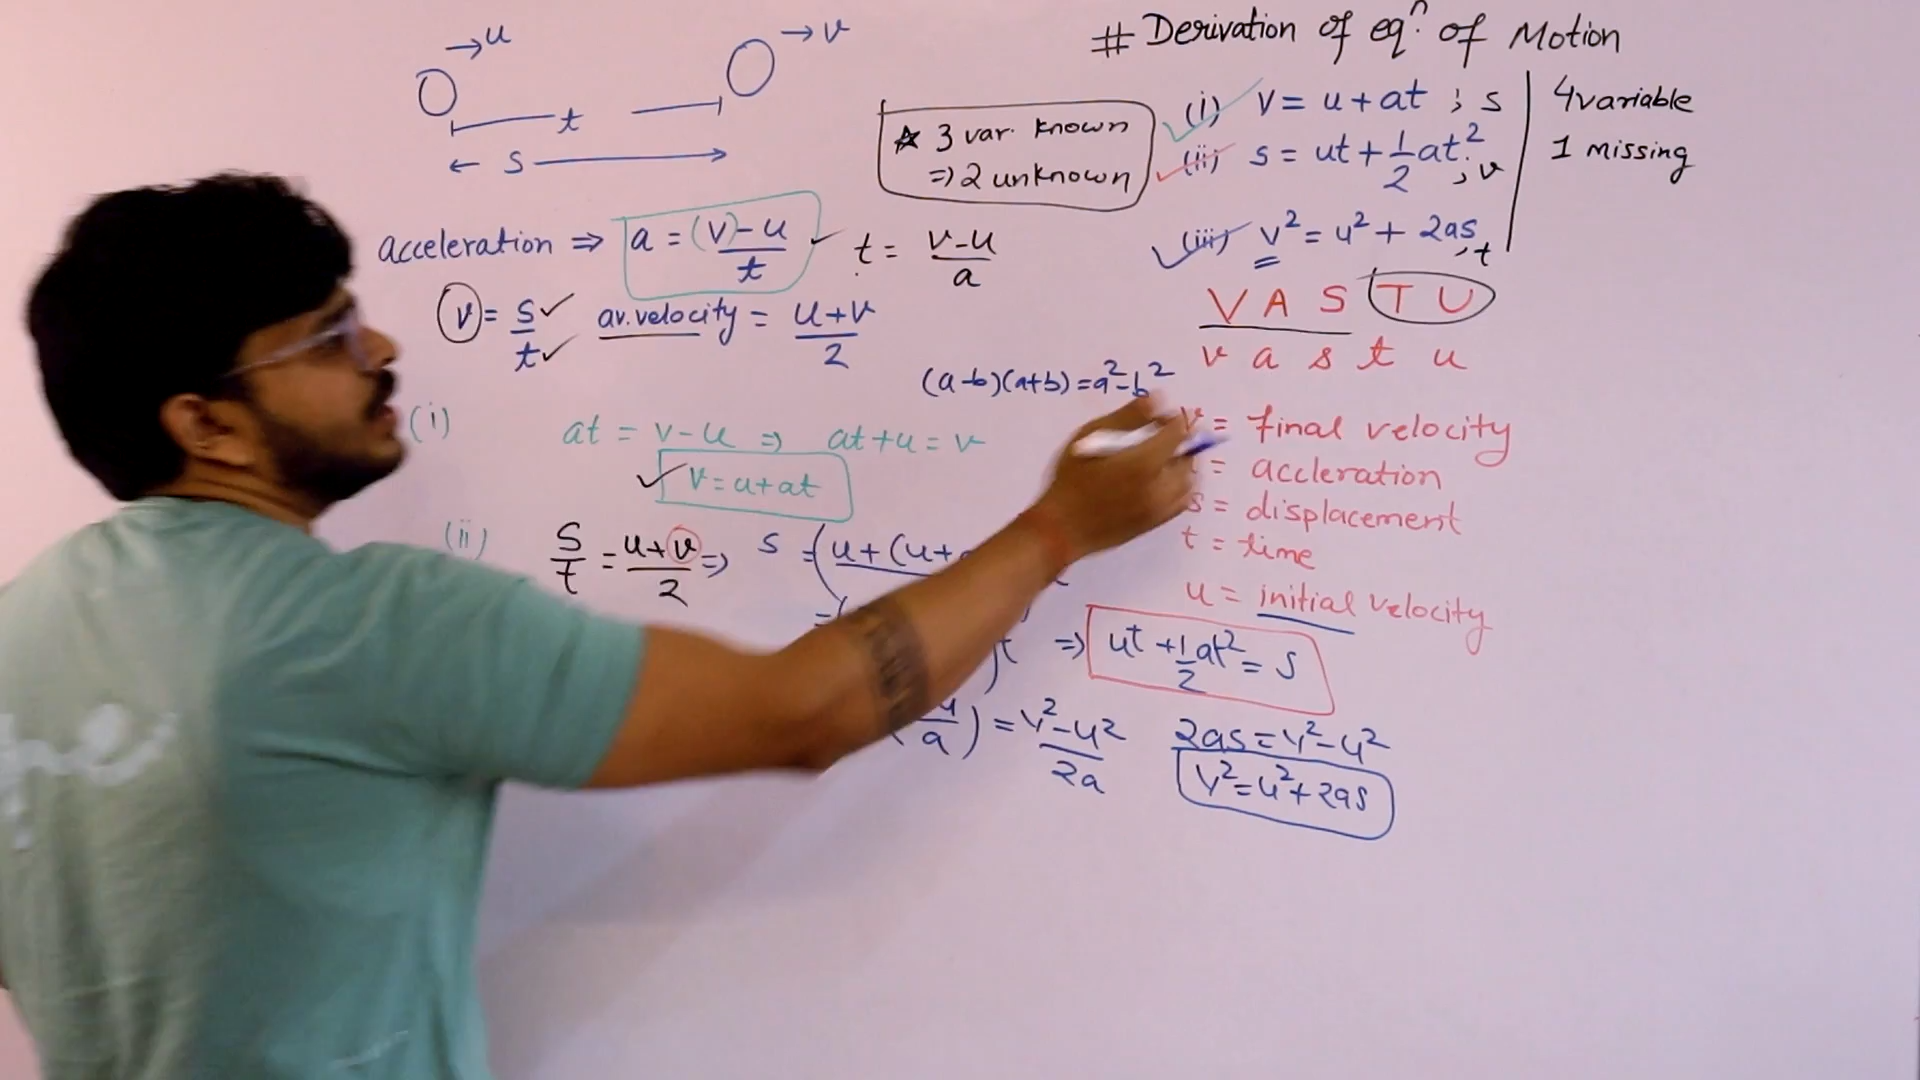 # Derivation of eqⁿ. of Motion
→u
→v
t
← s →
(i) v = u + at ; s
(ii) s = ut + 1/2 at² ; v
(iii) v² = u² + 2as , t
4variable
1 missing
☆ 3 var. known
=> 2 unknown
acceleration => a = (v) - u / t
t = v - u / a
v = s/t av. velocity = u + v / 2
V A S T U
v a s t u
(a-b)(a+b) = a² - b²
v = final velocity
= accleration
s = displacement
t = time
u = initial velocity
(i) at = v - u => at + u = v
v = u + at
(ii) S/t = u + v / 2 => s = (u + (u +
=> ut + 1/2 at² = s
a ) = v² - u² / 2a
2as = v² - u²
v² = u² + 2as